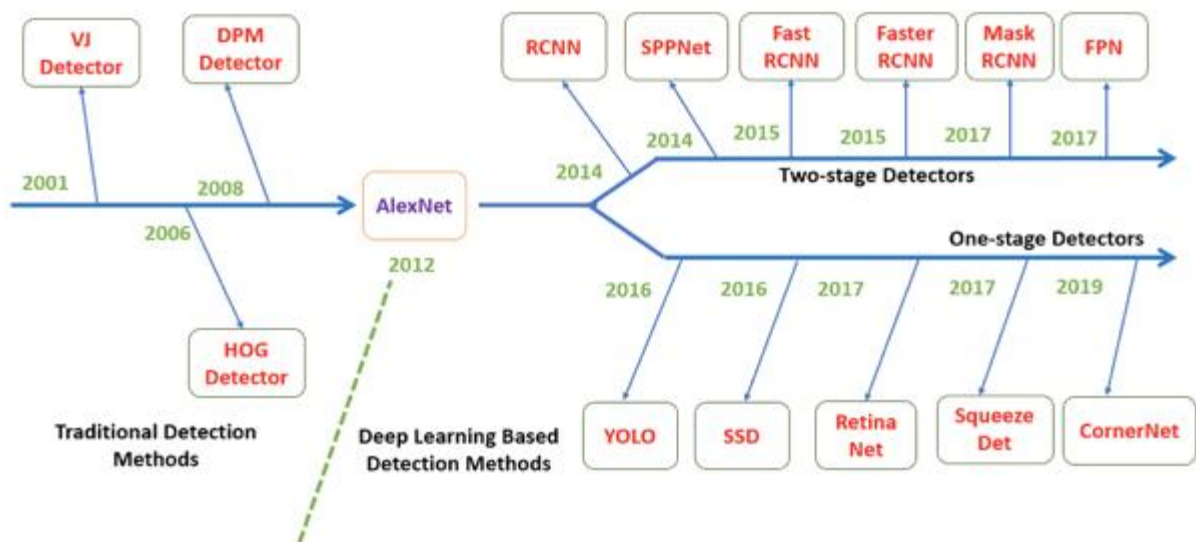 VJ
Detector
DPM
Detector
RCNN
SPPNet
Fast
RCNN
Faster
RCNN
Mask
RCNN
FPN
2014
2014
2015
2015
2017
2017
Two-stage Detectors
2001
2008
2006
AlexNet
2012
One-stage Detectors
2016
2016
2017
2017
2019
HOG
Detector
Traditional Detection
Methods
Deep Learning Based
Detection Methods
YOLO
SSD
Retina
Net
Squeeze
Det
CornerNet